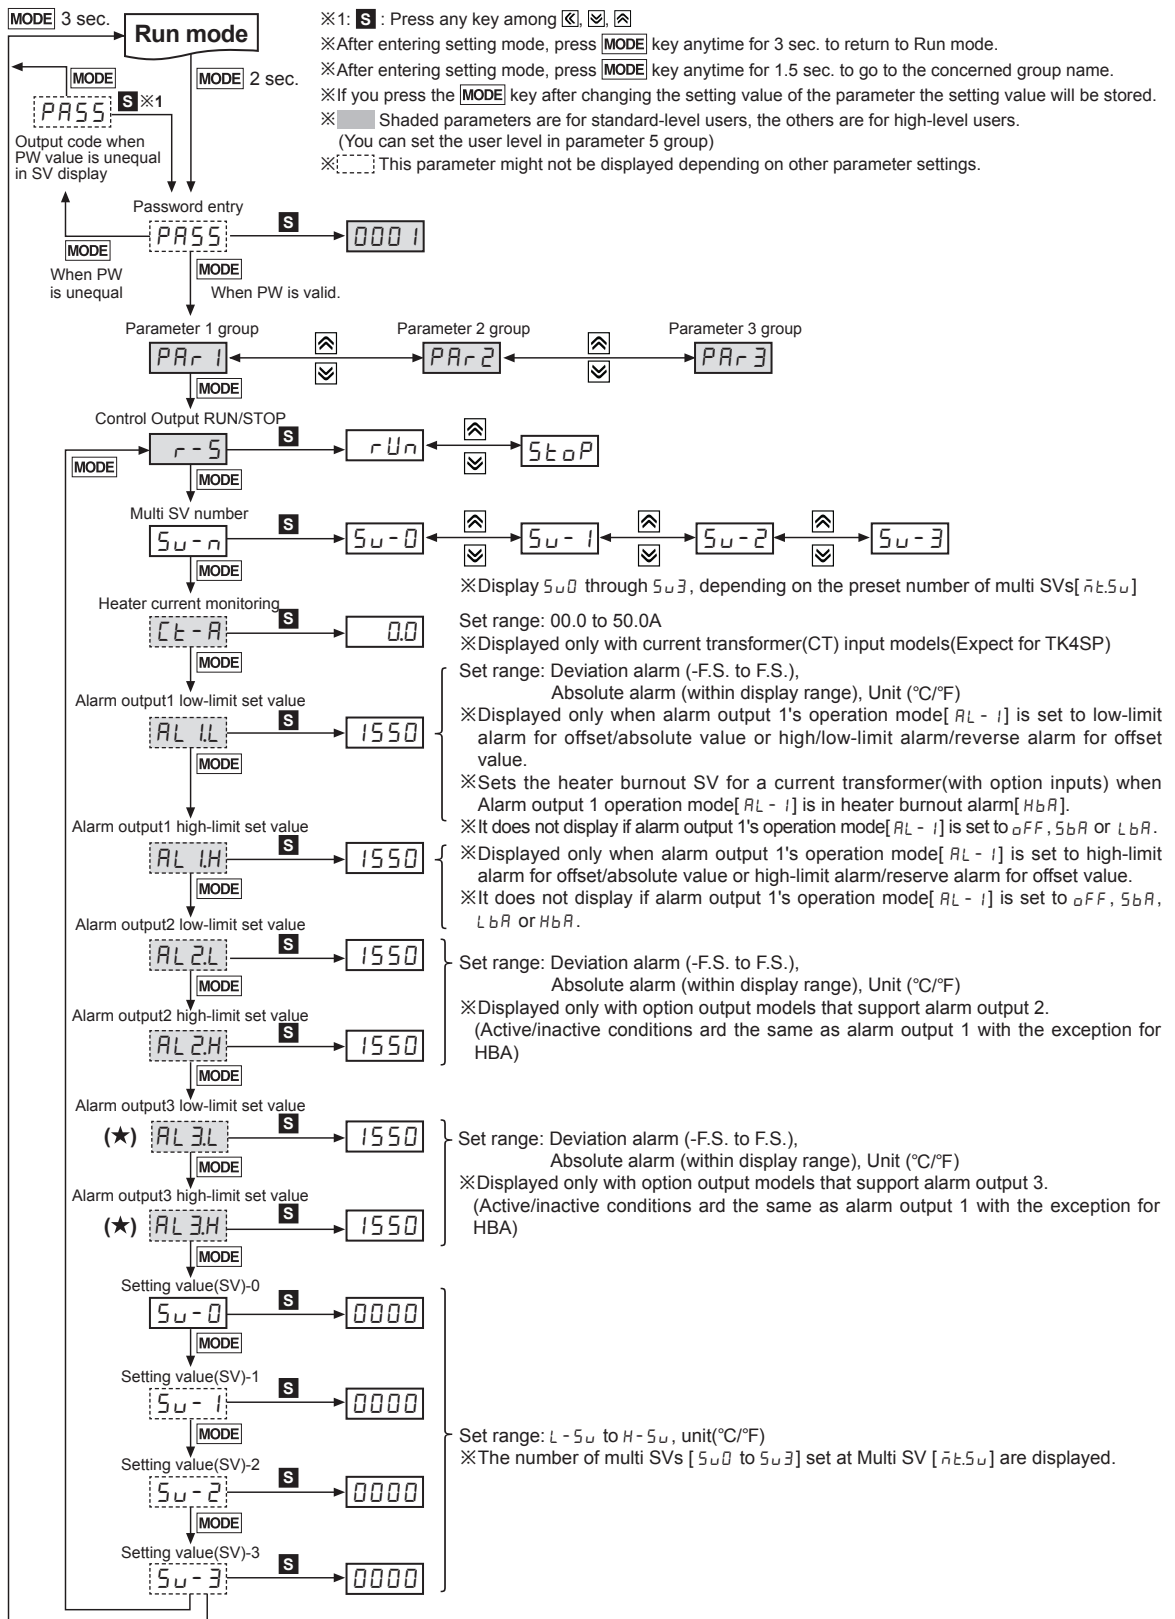 MODE 3 sec.
Run mode
MODE
MODE 2 sec.
PASS
S ※1
Output code when
PW value is unequal
in SV display
※1: S : Press any key among «, ︾, ︽
※After entering setting mode, press MODE key anytime for 3 sec. to return to Run mode.
※After entering setting mode, press MODE key anytime for 1.5 sec. to go to the concerned group name.
※If you press the MODE key after changing the setting value of the parameter the setting value will be stored.
※ Shaded parameters are for standard-level users, the others are for high-level users.
(You can set the user level in parameter 5 group)
※ This parameter might not be displayed depending on other parameter settings.
Password entry
PASS
S
0001
MODE
When PW
is unequal
MODE
When PW is valid.
Parameter 1 group
Parameter 2 group
Parameter 3 group
PAr1
PAr2
PAr3
MODE
Control Output RUN/STOP
MODE
r-S
S
rUn
StoP
MODE
Multi SV number
Su-n
S
Su-0
Su-1
Su-2
Su-3
MODE
※Display Su0 through Su3, depending on the preset number of multi SVs[ mt.Su]
Heater current monitoring
Ct-A
S
0.0
MODE
Set range: 00.0 to 50.0A
※Displayed only with current transformer(CT) input models(Expect for TK4SP)
Alarm output1 low-limit set value
AL1.L
S
1550
MODE
Set range: Deviation alarm (-F.S. to F.S.),
Absolute alarm (within display range), Unit (℃/℉)
※Displayed only when alarm output 1's operation mode[ AL-1] is set to low-limit
alarm for offset/absolute value or high/low-limit alarm/reverse alarm for offset
value.
※Sets the heater burnout SV for a current transformer(with option inputs) when
Alarm output 1 operation mode[ AL-1] is in heater burnout alarm[ HbA].
※It does not display if alarm output 1's operation mode[ AL-1] is set to oFF, SbA or LbA.
Alarm output1 high-limit set value
AL1.H
S
1550
MODE
※Displayed only when alarm output 1's operation mode[ AL-1] is set to high-limit
alarm for offset/absolute value or high-limit alarm/reserve alarm for offset value.
※It does not display if alarm output 1's operation mode[ AL-1] is set to oFF, SbA,
LbA or HbA.
Alarm output2 low-limit set value
AL2.L
S
1550
MODE
Alarm output2 high-limit set value
AL2.H
S
1550
MODE
Set range: Deviation alarm (-F.S. to F.S.),
Absolute alarm (within display range), Unit (℃/℉)
※Displayed only with option output models that support alarm output 2.
(Active/inactive conditions ard the same as alarm output 1 with the exception for
HBA)
Alarm output3 low-limit set value
(★) AL3.L
S
1550
MODE
Alarm output3 high-limit set value
(★) AL3.H
S
1550
MODE
Set range: Deviation alarm (-F.S. to F.S.),
Absolute alarm (within display range), Unit (℃/℉)
※Displayed only with option output models that support alarm output 3.
(Active/inactive conditions ard the same as alarm output 1 with the exception for
HBA)
Setting value(SV)-0
Su-0
S
0000
MODE
Setting value(SV)-1
Su-1
S
0000
MODE
Setting value(SV)-2
Su-2
S
0000
MODE
Setting value(SV)-3
Su-3
S
0000
Set range: L-Su to H-Su, unit(℃/℉)
※The number of multi SVs [ Su0 to Su3] set at Multi SV [ mt.Su] are displayed.